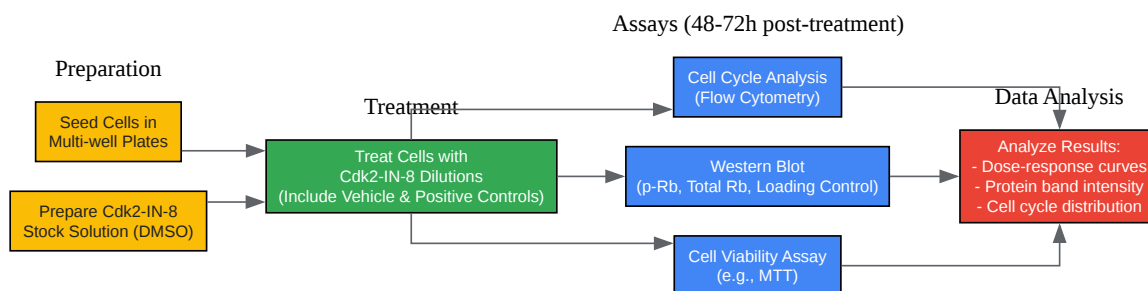 Assays (48-72h post-treatment)
Preparation
Cell Cycle Analysis
(Flow Cytometry)
Treatment
Data Analysis
Seed Cells in
Multi-well Plates
Treat Cells with
Cdk2-IN-8 Dilutions
(Include Vehicle & Positive Controls)
Western Blot
(p-Rb, Total Rb, Loading Control)
Analyze Results:
- Dose-response curves
- Protein band intensity
- Cell cycle distribution
Prepare Cdk2-IN-8
Stock Solution (DMSO)
Cell Viability Assay
(e.g., MTT)